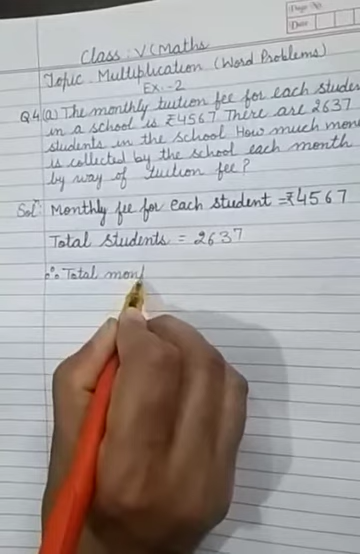 Page No.
Date
Class: V (Maths
Topic: Multiplication (Word Problems)
Ex.-2
Q4(a) The monthly tuition fee for each studen
in a school is ₹4567. There are 2637
students in the school. How much mone
is collected by the school each month
by way of tuition fee?
Sol: Monthly fee for each student = ₹4567
Total students = 2637
∴ Total mon